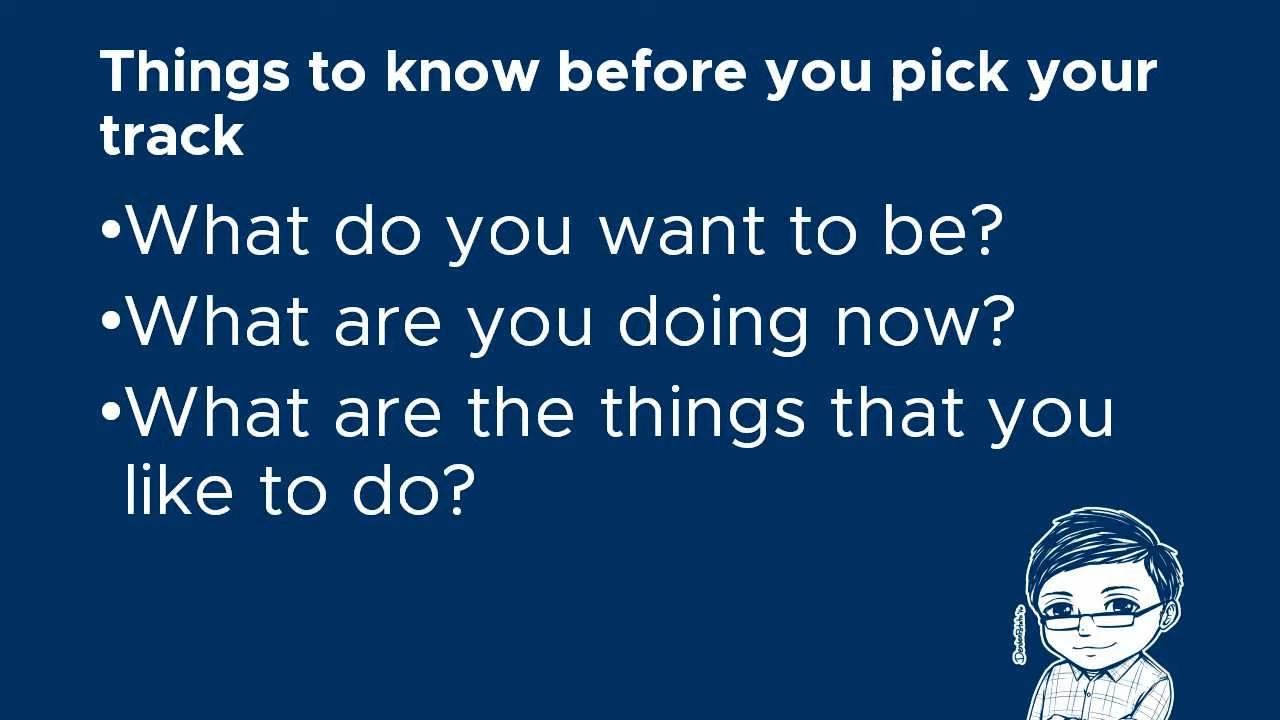 Things to know before you pick your
track
•What do you want to be?
•What are you doing now?
•What are the things that you
like to do?